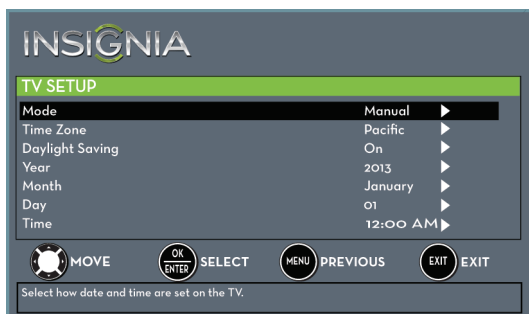 INSIGNIA
TV SETUP
Mode Manual
Time Zone Pacific
Daylight Saving On
Year 2013
Month January
Day 01
Time 12:00 AM
MOVE OK ENTER SELECT MENU PREVIOUS EXIT EXIT
Select how date and time are set on the TV.